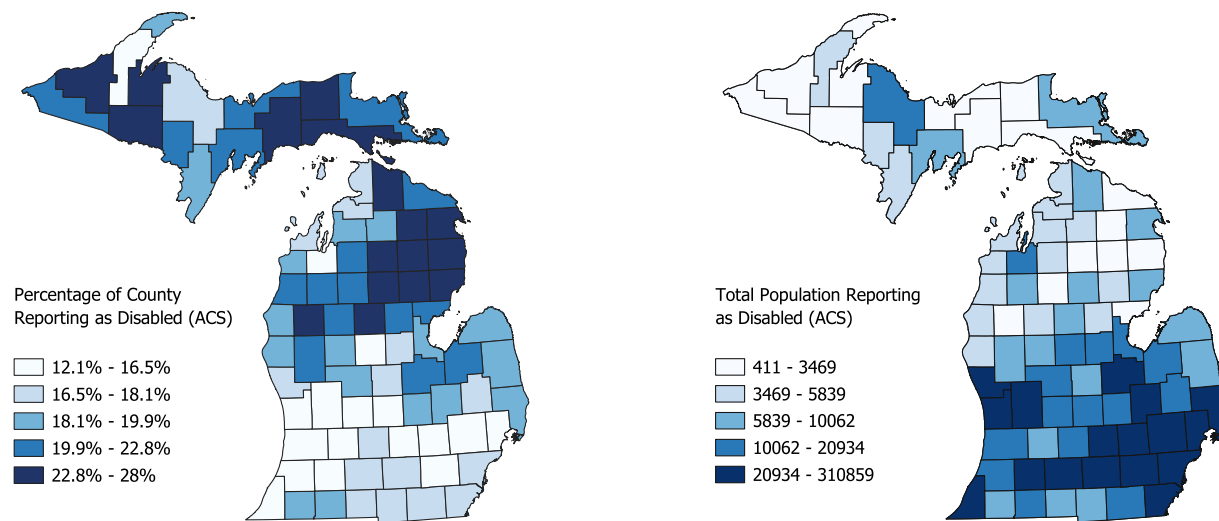 Percentage of County
Reporting as Disabled (ACS)
12.1% - 16.5%
16.5% - 18.1%
18.1% - 19.9%
19.9% - 22.8%
22.8% - 28%
Total Population Reporting
as Disabled (ACS)
411 - 3469
3469 - 5839
5839 - 10062
10062 - 20934
20934 - 310859